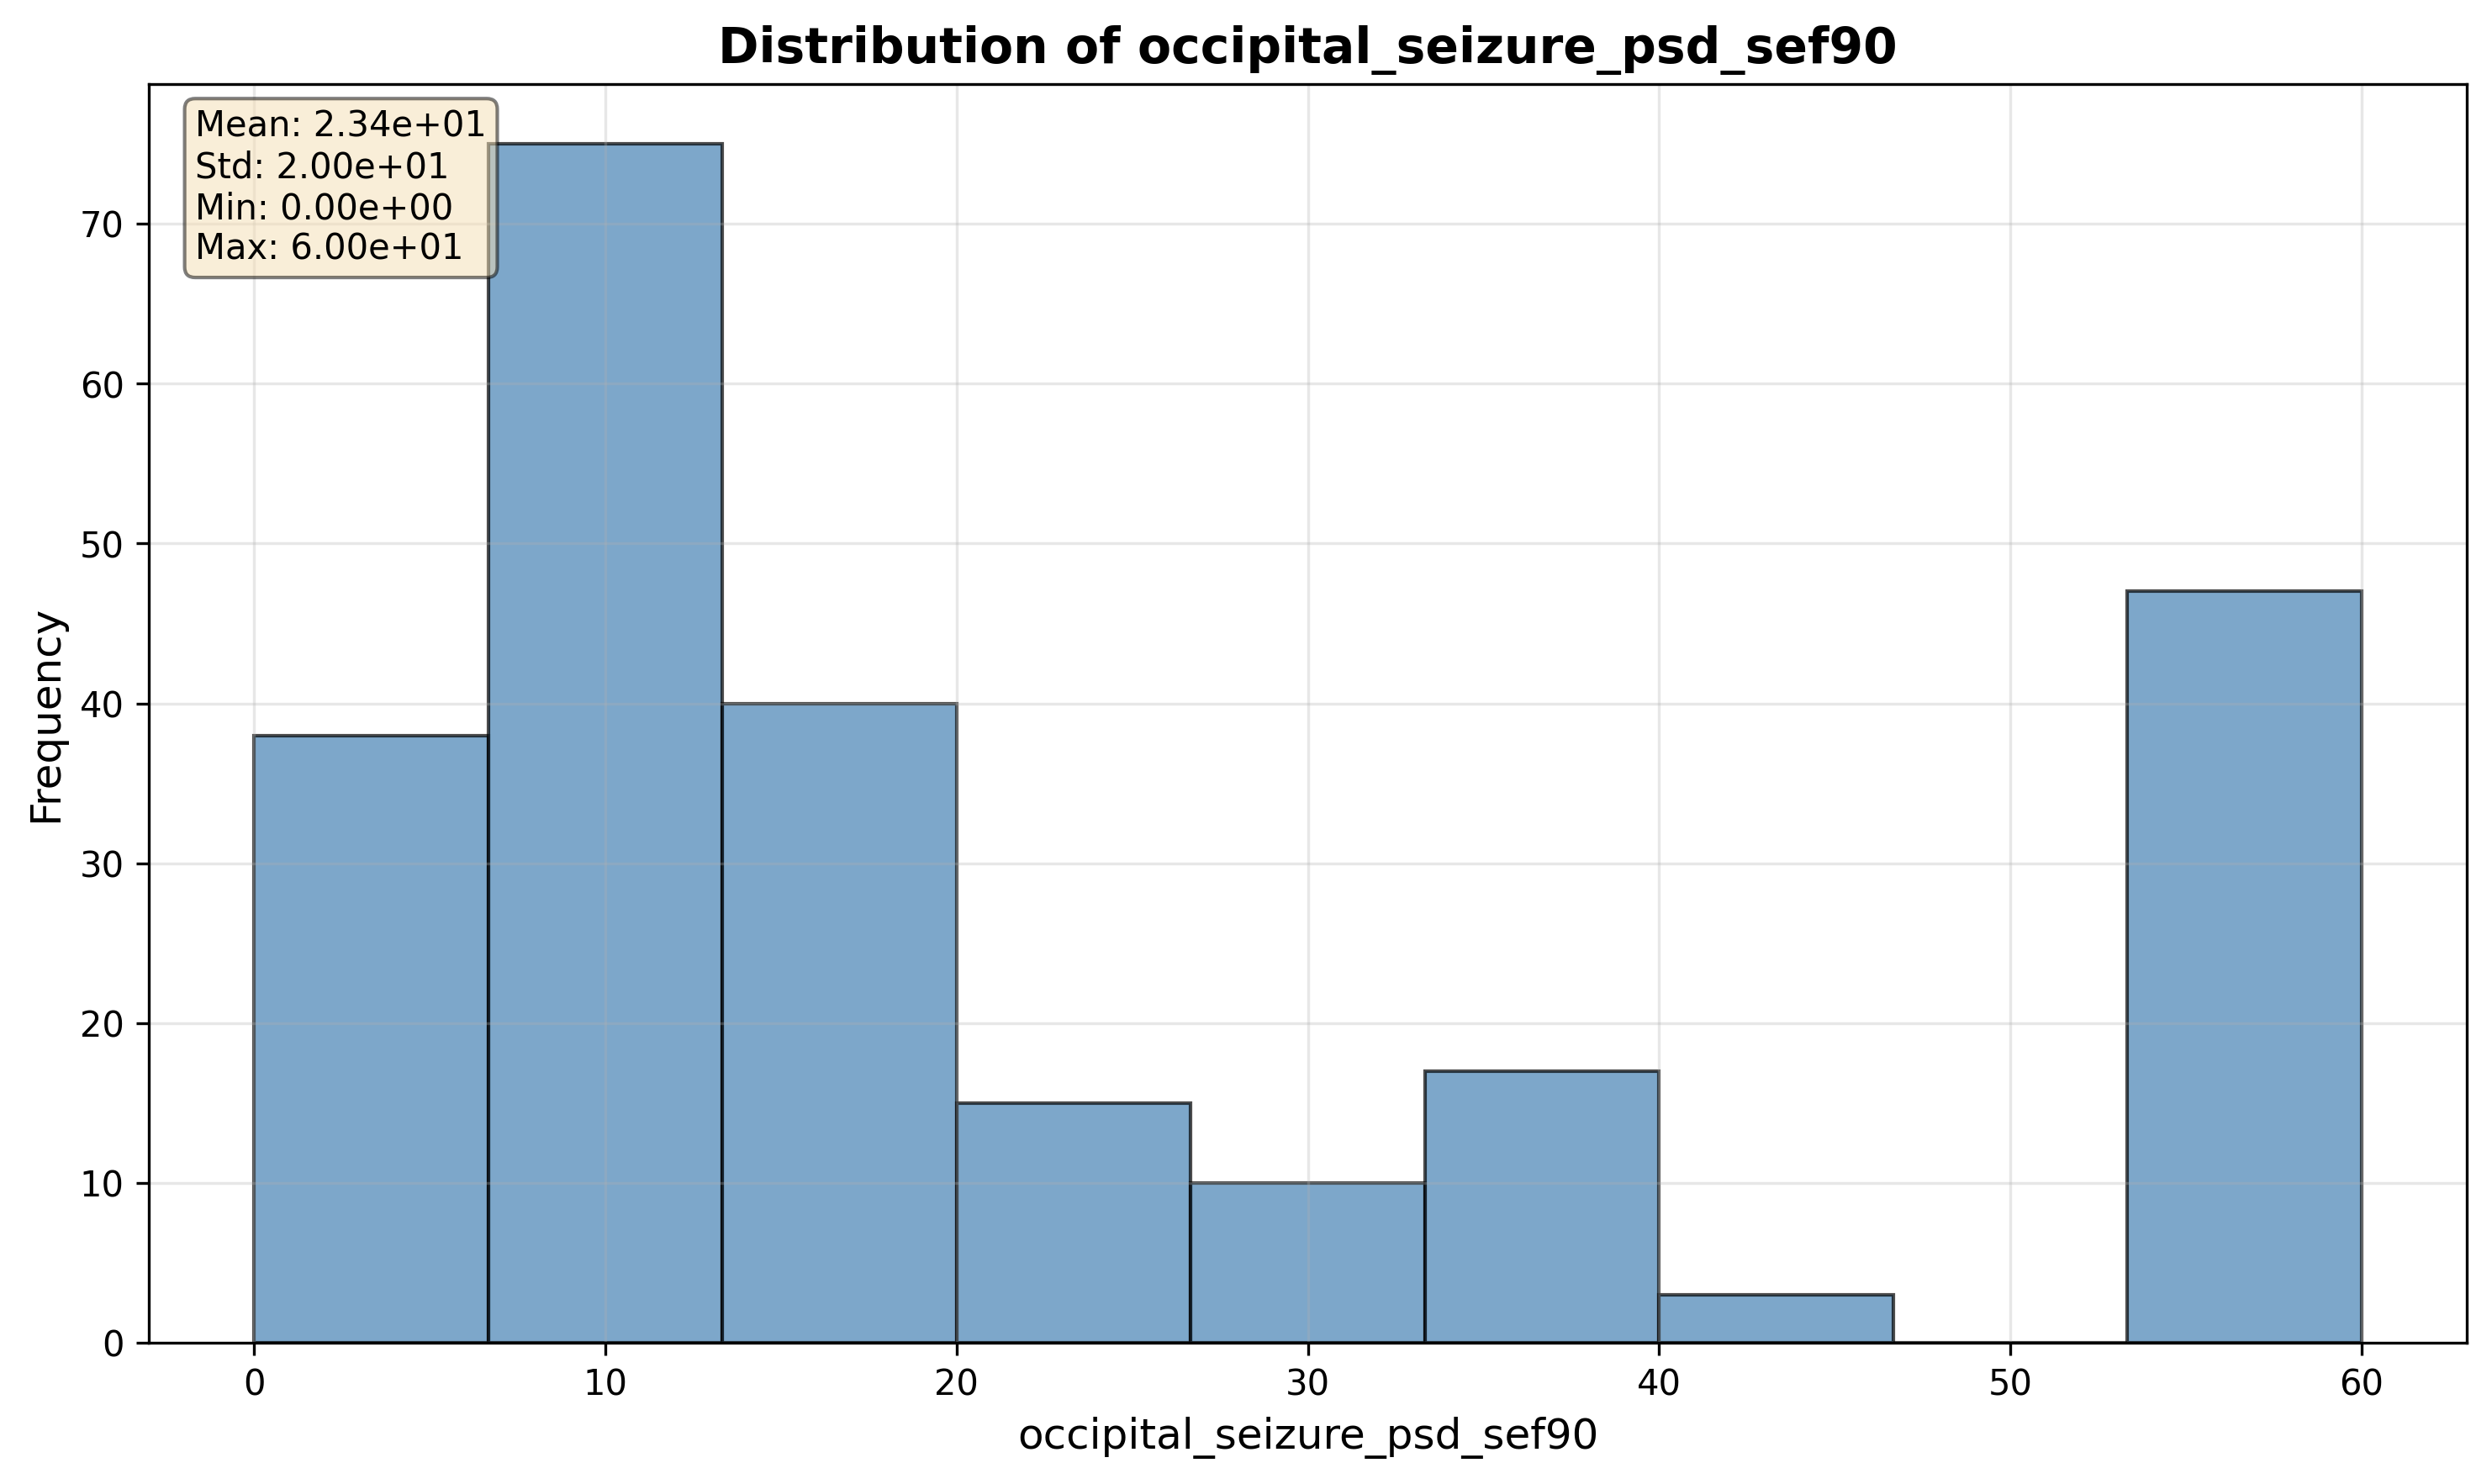 Distribution of occipital_seizure_psd_sef90
Mean: 2.34e+01
Std: 2.00e+01
Min: 0.00e+00
Max: 6.00e+01
Frequency
70
60
50
40
30
20
10
0
0 10 20 30 40 50 60
occipital_seizure_psd_sef90